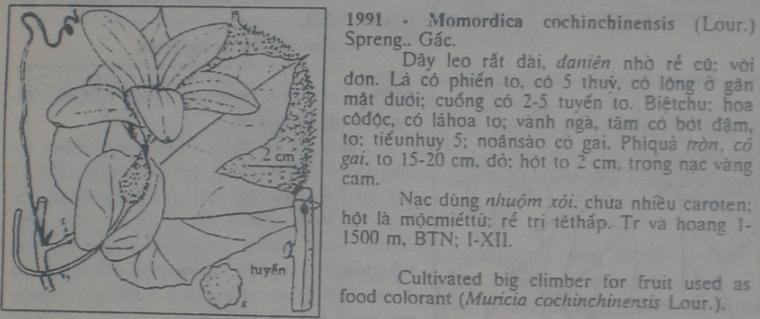 1991 - Momordica cochinchinensis (Lour.)
Spreng.. Gấc.
Dây leo rất dài, đaniên nhờ rễ củ; vòi
đơn. Lá có phiến to, có 5 thuỳ, có lông ở gân
mặt dưới; cuống có 2-5 tuyến to. Biệtchu; hoa
côđộc, có láhoa to; vành ngà, tâm có bớt đậm,
to; tiểunhuỵ 5; noãnsào có gai. Phìquả tròn, có
gai, to 15-20 cm, đỏ; hột to 2 cm, trong nạc vàng
cam.
Nạc dùng nhuộm xôi, chứa nhiều caroten;
hột là mộcmiếttử; rễ trị têthấp. Tr và hoang 1-
1500 m, BTN; I-XII.
Cultivated big climber for fruit used as
food colorant (Muricia cochinchinensis Lour.).
2 cm
tuyến